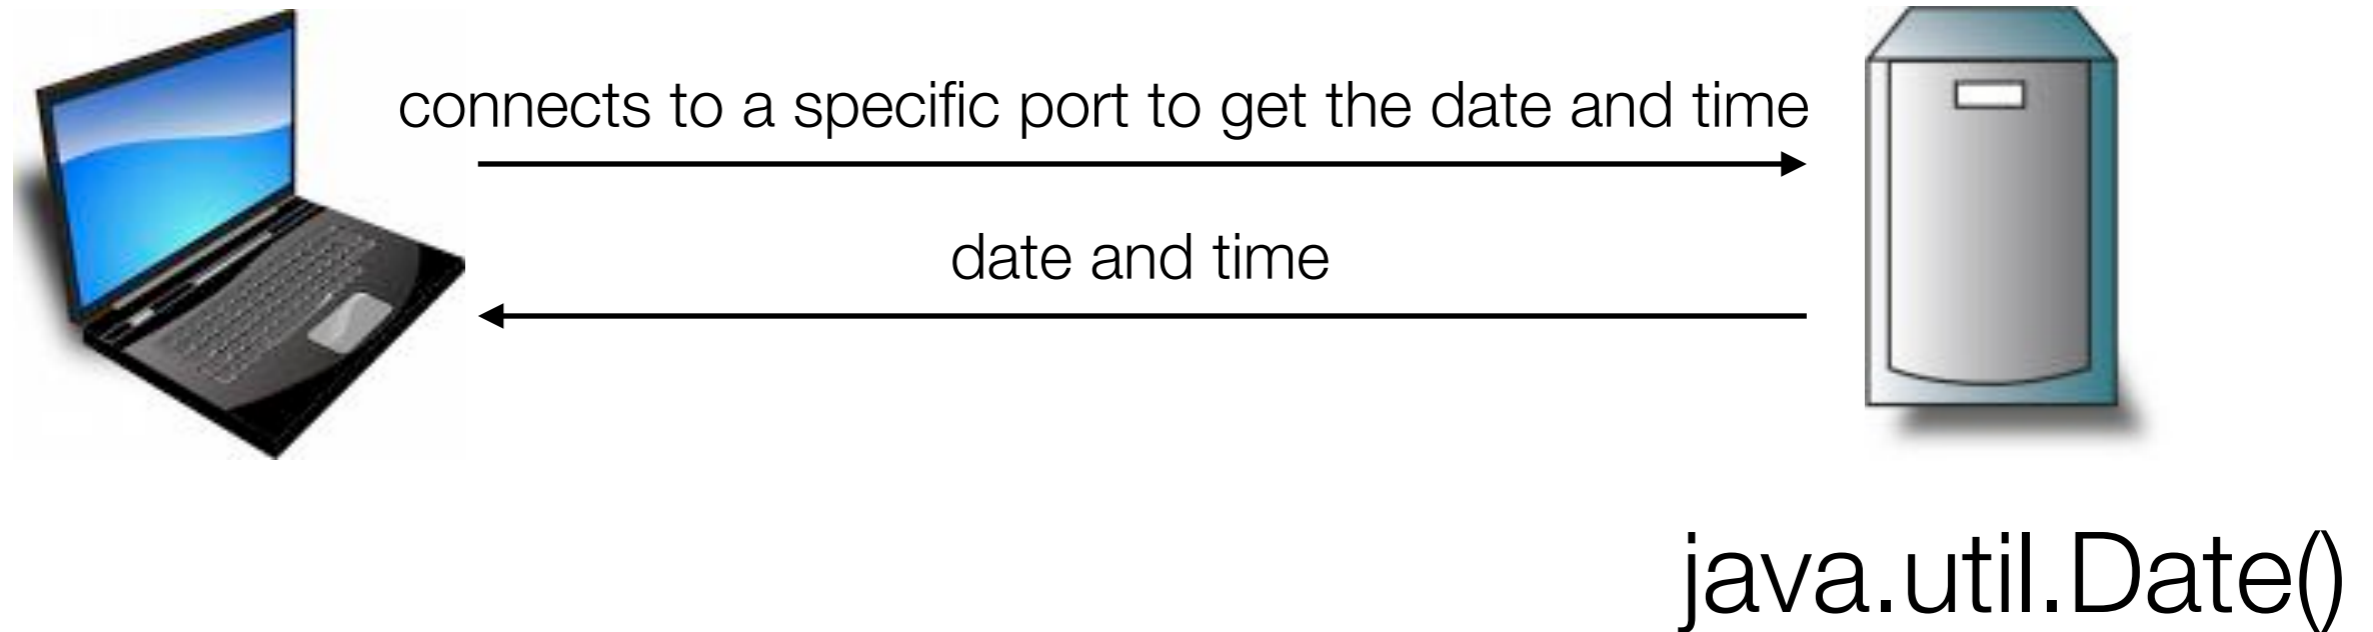 connects to a specific port to get the date and time
date and time
java.util.Date()